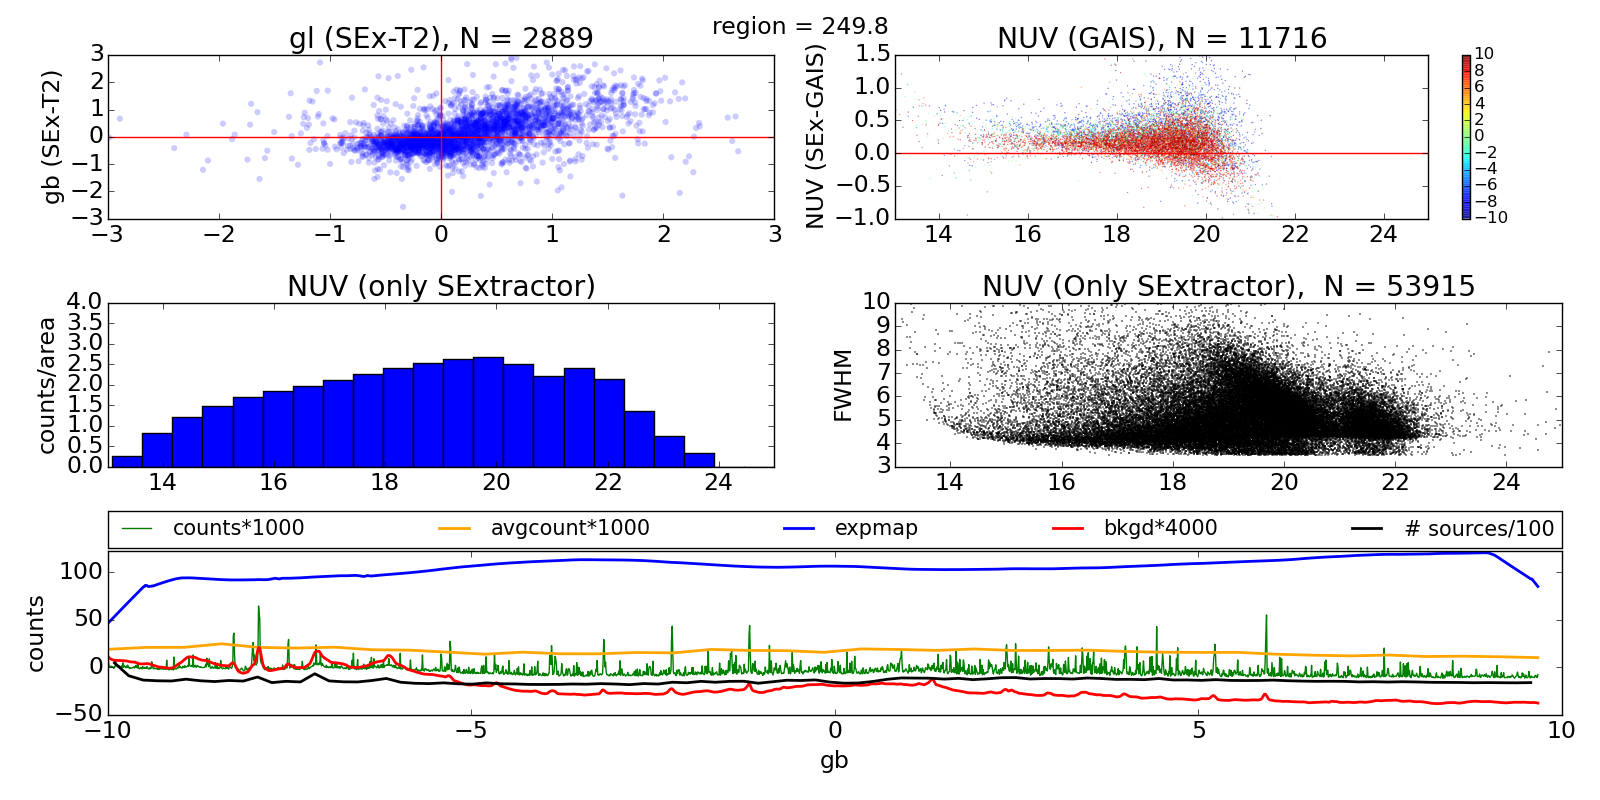 region = 249.8
gl (SEx-T2), N = 2889
gb (SEx-T2)
3
2
1
0
−1
−2
−3
−3 −2 −1 0 1 2 3
NUV (GAIS), N = 11716
NUV (SEx-GAIS)
1.5
1.0
0.5
0.0
−0.5
−1.0
14 16 18 20 22 24
10
8
6
4
2
0
−2
−4
−6
−8
−10
NUV (only SExtractor)
counts/area
4.0
3.5
3.0
2.5
2.0
1.5
1.0
0.5
0.0
14 16 18 20 22 24
NUV (Only SExtractor), N = 53915
FWHM
10
9
8
7
6
5
4
3
14 16 18 20 22 24
counts*1000 avgcount*1000 expmap bkgd*4000 # sources/100
counts
100
50
0
−50
−10 −5 0 5 10
gb